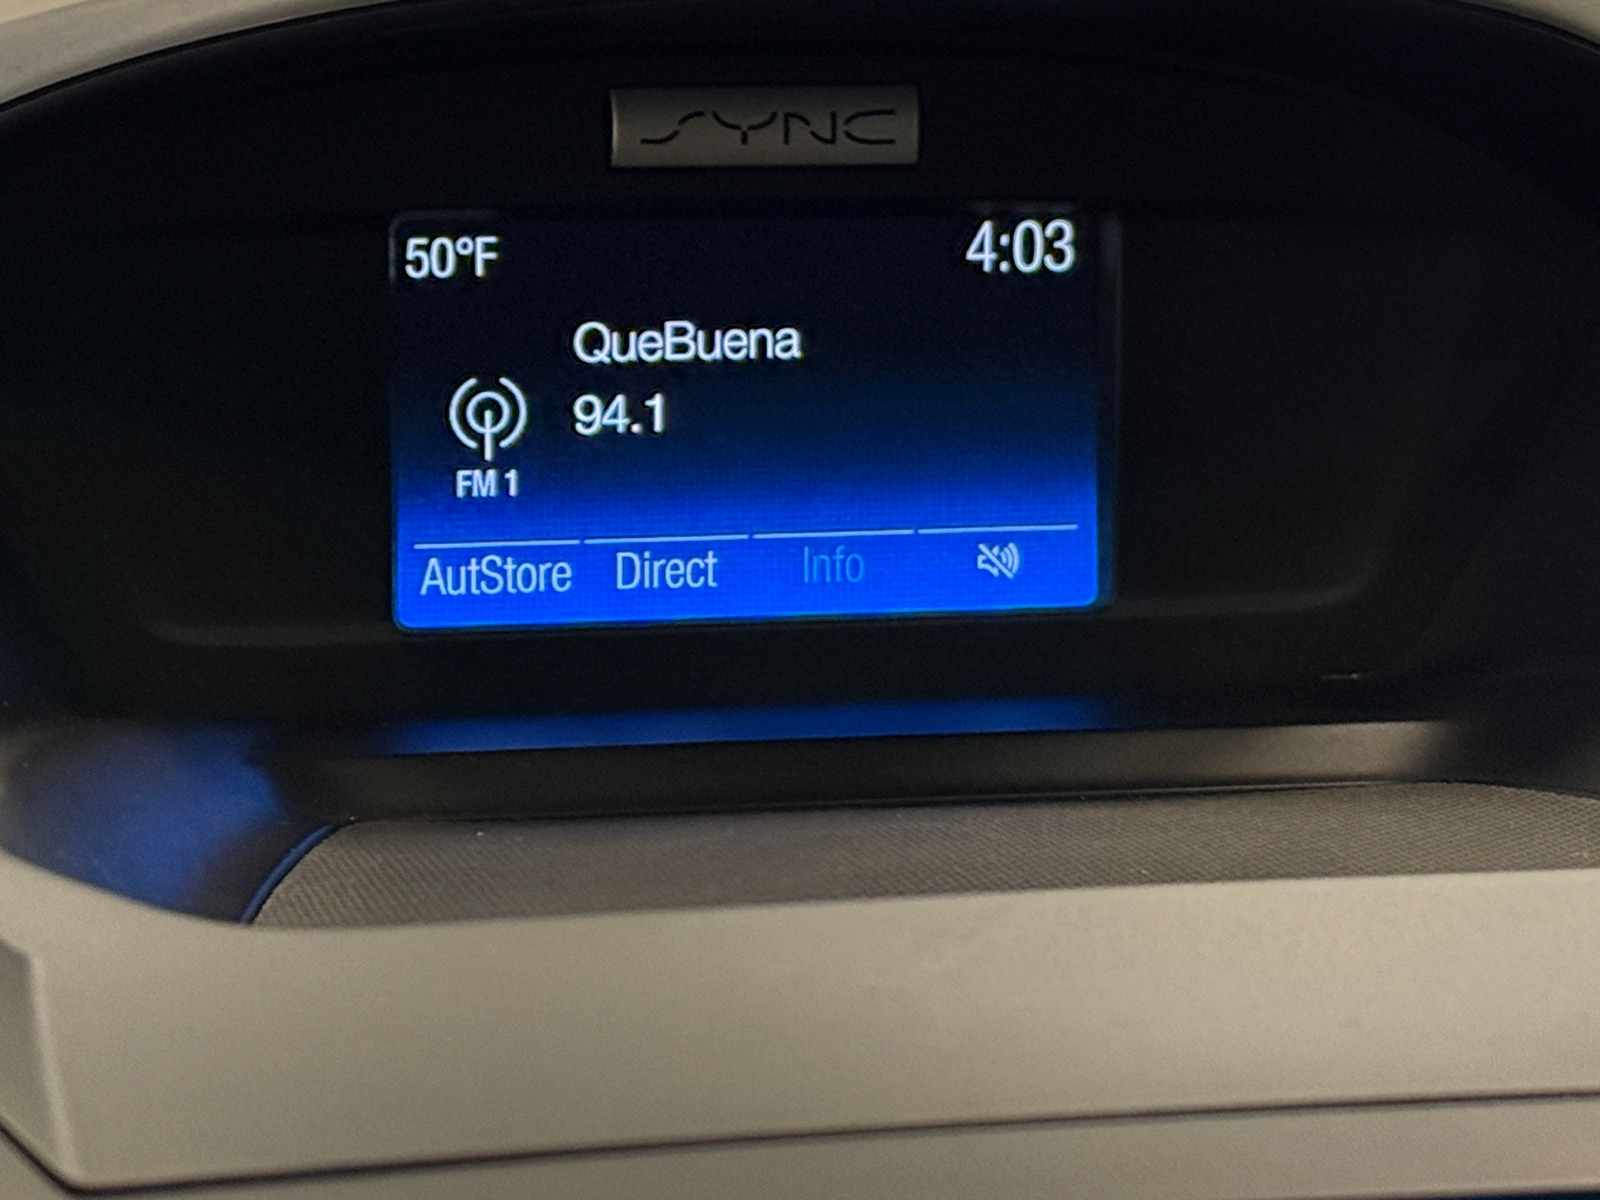 SYNC
50°F 4:03
QueBuena
94.1
FM 1
AutStore Direct Info